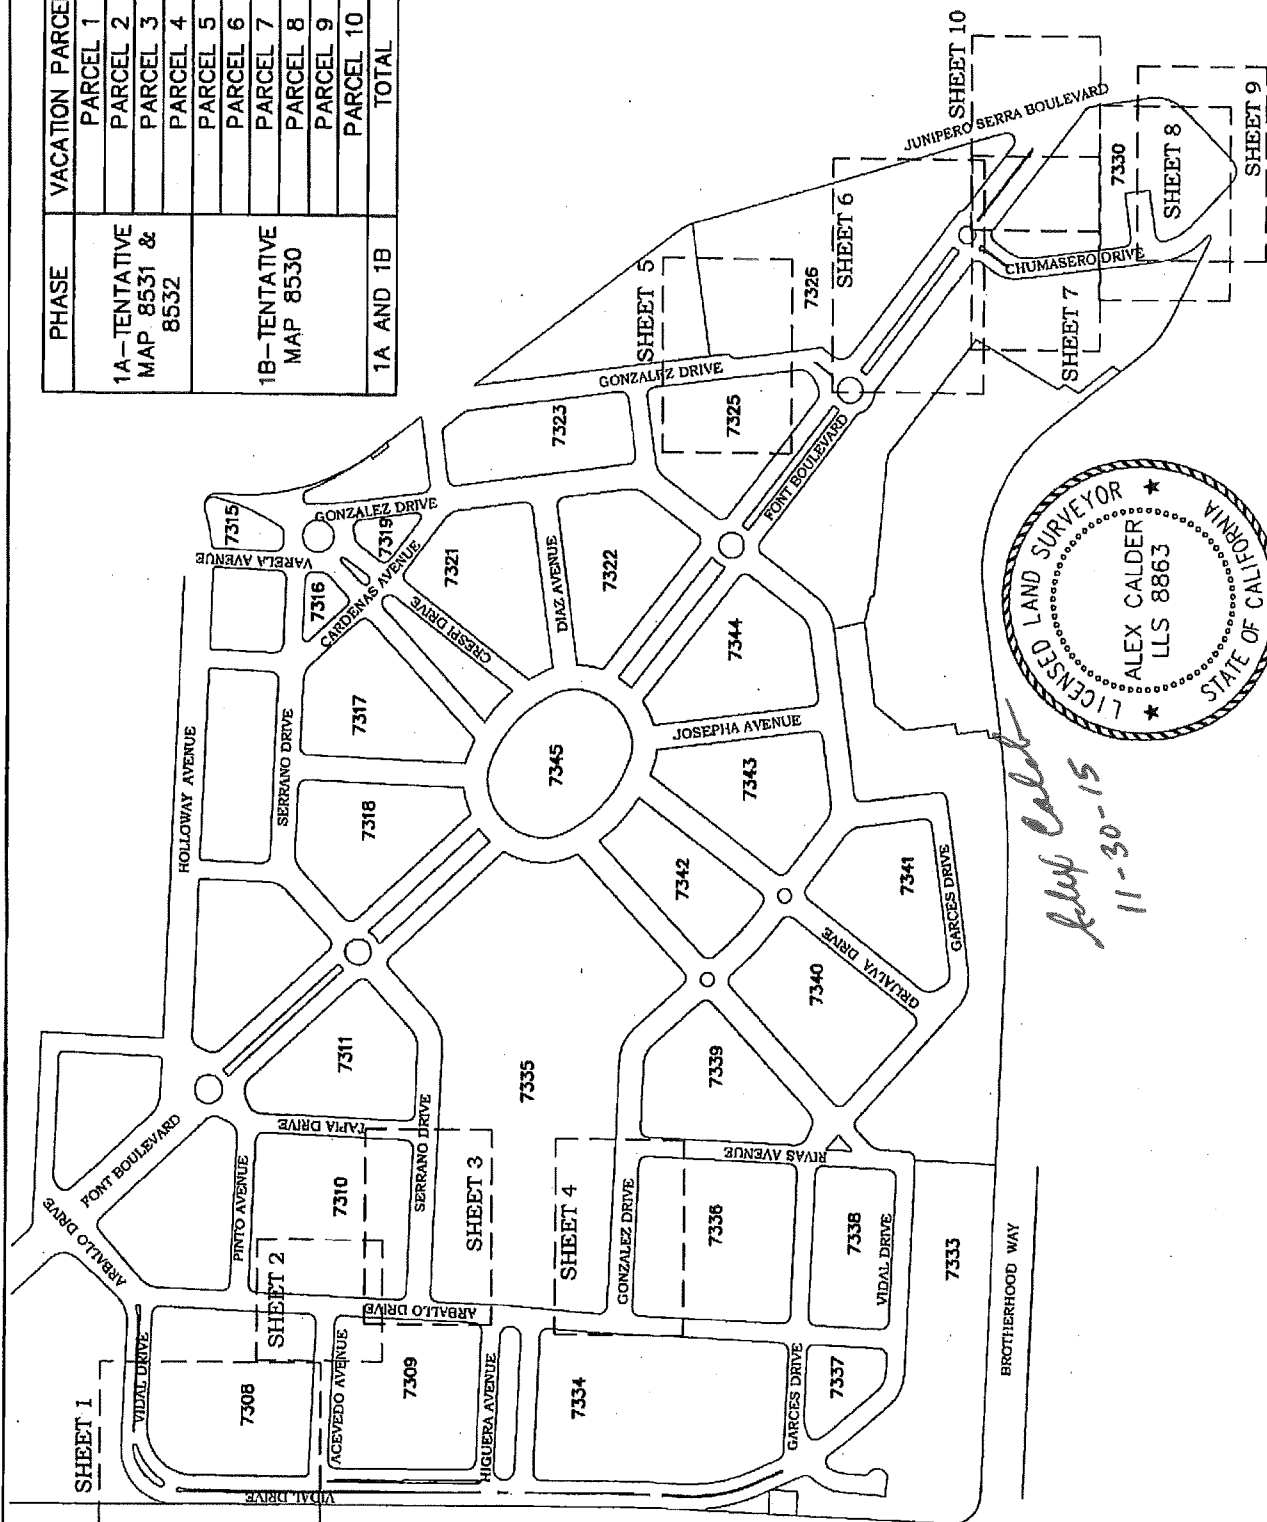 PHASE
VACATION PARCE
1A-TENTATIVE
MAP 8531 &
8532
PARCEL 1
PARCEL 2
PARCEL 3
PARCEL 4
1B-TENTATIVE
MAP 8530
PARCEL 5
PARCEL 6
PARCEL 7
PARCEL 8
PARCEL 9
PARCEL 10
1A AND 1B
TOTAL
SHEET 1
SHEET 2
SHEET 3
SHEET 4
SHEET 5
SHEET 6
SHEET 7
SHEET 8
SHEET 9
SHEET 10
JUNIPERO SERRA BOULEVARD
CHUMASERO DRIVE
7330
7326
GONZALEZ DRIVE
7325
7323
FONT BOULEVARD
GONZALEZ DRIVE
7315
VARELA AVENUE
7319
7316
CARDENAS AVENUE
7321
CRESPI DRIVE
DIAZ AVENUE
7322
7344
HOLLOWAY AVENUE
SERRANO DRIVE
7317
7318
7345
JOSEPHA AVENUE
7343
7342
7341
GARCES DRIVE
GRIJALVA DRIVE
7340
7339
7335
7311
TAPIA DRIVE
SERRANO DRIVE
FONT BOULEVARD
ARBALLO DRIVE
PINTO AVENUE
7310
GONZALEZ DRIVE
RIVAS AVENUE
7336
7338
VIDAL DRIVE
7333
BROTHERHOOD WAY
ARBALLO DRIVE
VIDAL DRIVE
7308
ACEVEDO AVENUE
7309
HIGUERA AVENUE
7334
GARCES DRIVE
7337
VIDAL DRIVE
LICENSED LAND SURVEYOR
ALEX CALDER
LLS 8863
STATE OF CALIFORNIA
11-30-15